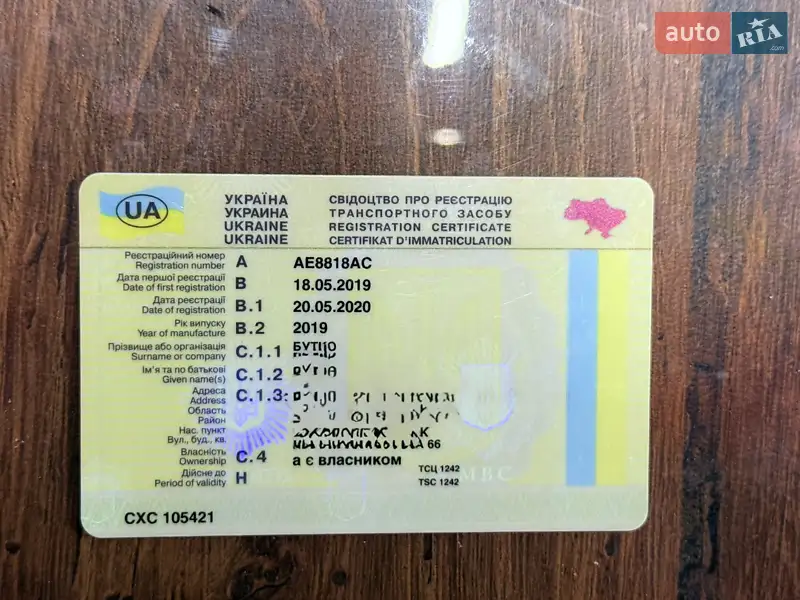 auto RIA .com
UA
УКРАЇНА
УКРАИНА
UKRAINE
UKRAINE
СВІДОЦТВО ПРО РЕЄСТРАЦІЮ
ТРАНСПОРТНОГО ЗАСОБУ
REGISTRATION CERTIFICATE
CERTIFIKAT D'IMMATRICULATION
Реєстраційний номер
Registration number A AE8818AC
Дата першої реєстрації
Date of first registration B 18.05.2019
Дата реєстрації
Date of registration B.1 20.05.2020
Рік випуску
Year of manufacture B.2 2019
Прізвище або організація
Surname or company C.1.1
Ім'я та по батькові
Given name(s) C.1.2
Адреса
Address C.1.3:
Область
Район
Нас. пункт
Вул., буд., кв. 66
Власність
Ownership C.4 а є власником
Дійсне до
Period of validity H
ТСЦ 1242
TSC 1242
МВС
CXC 105421